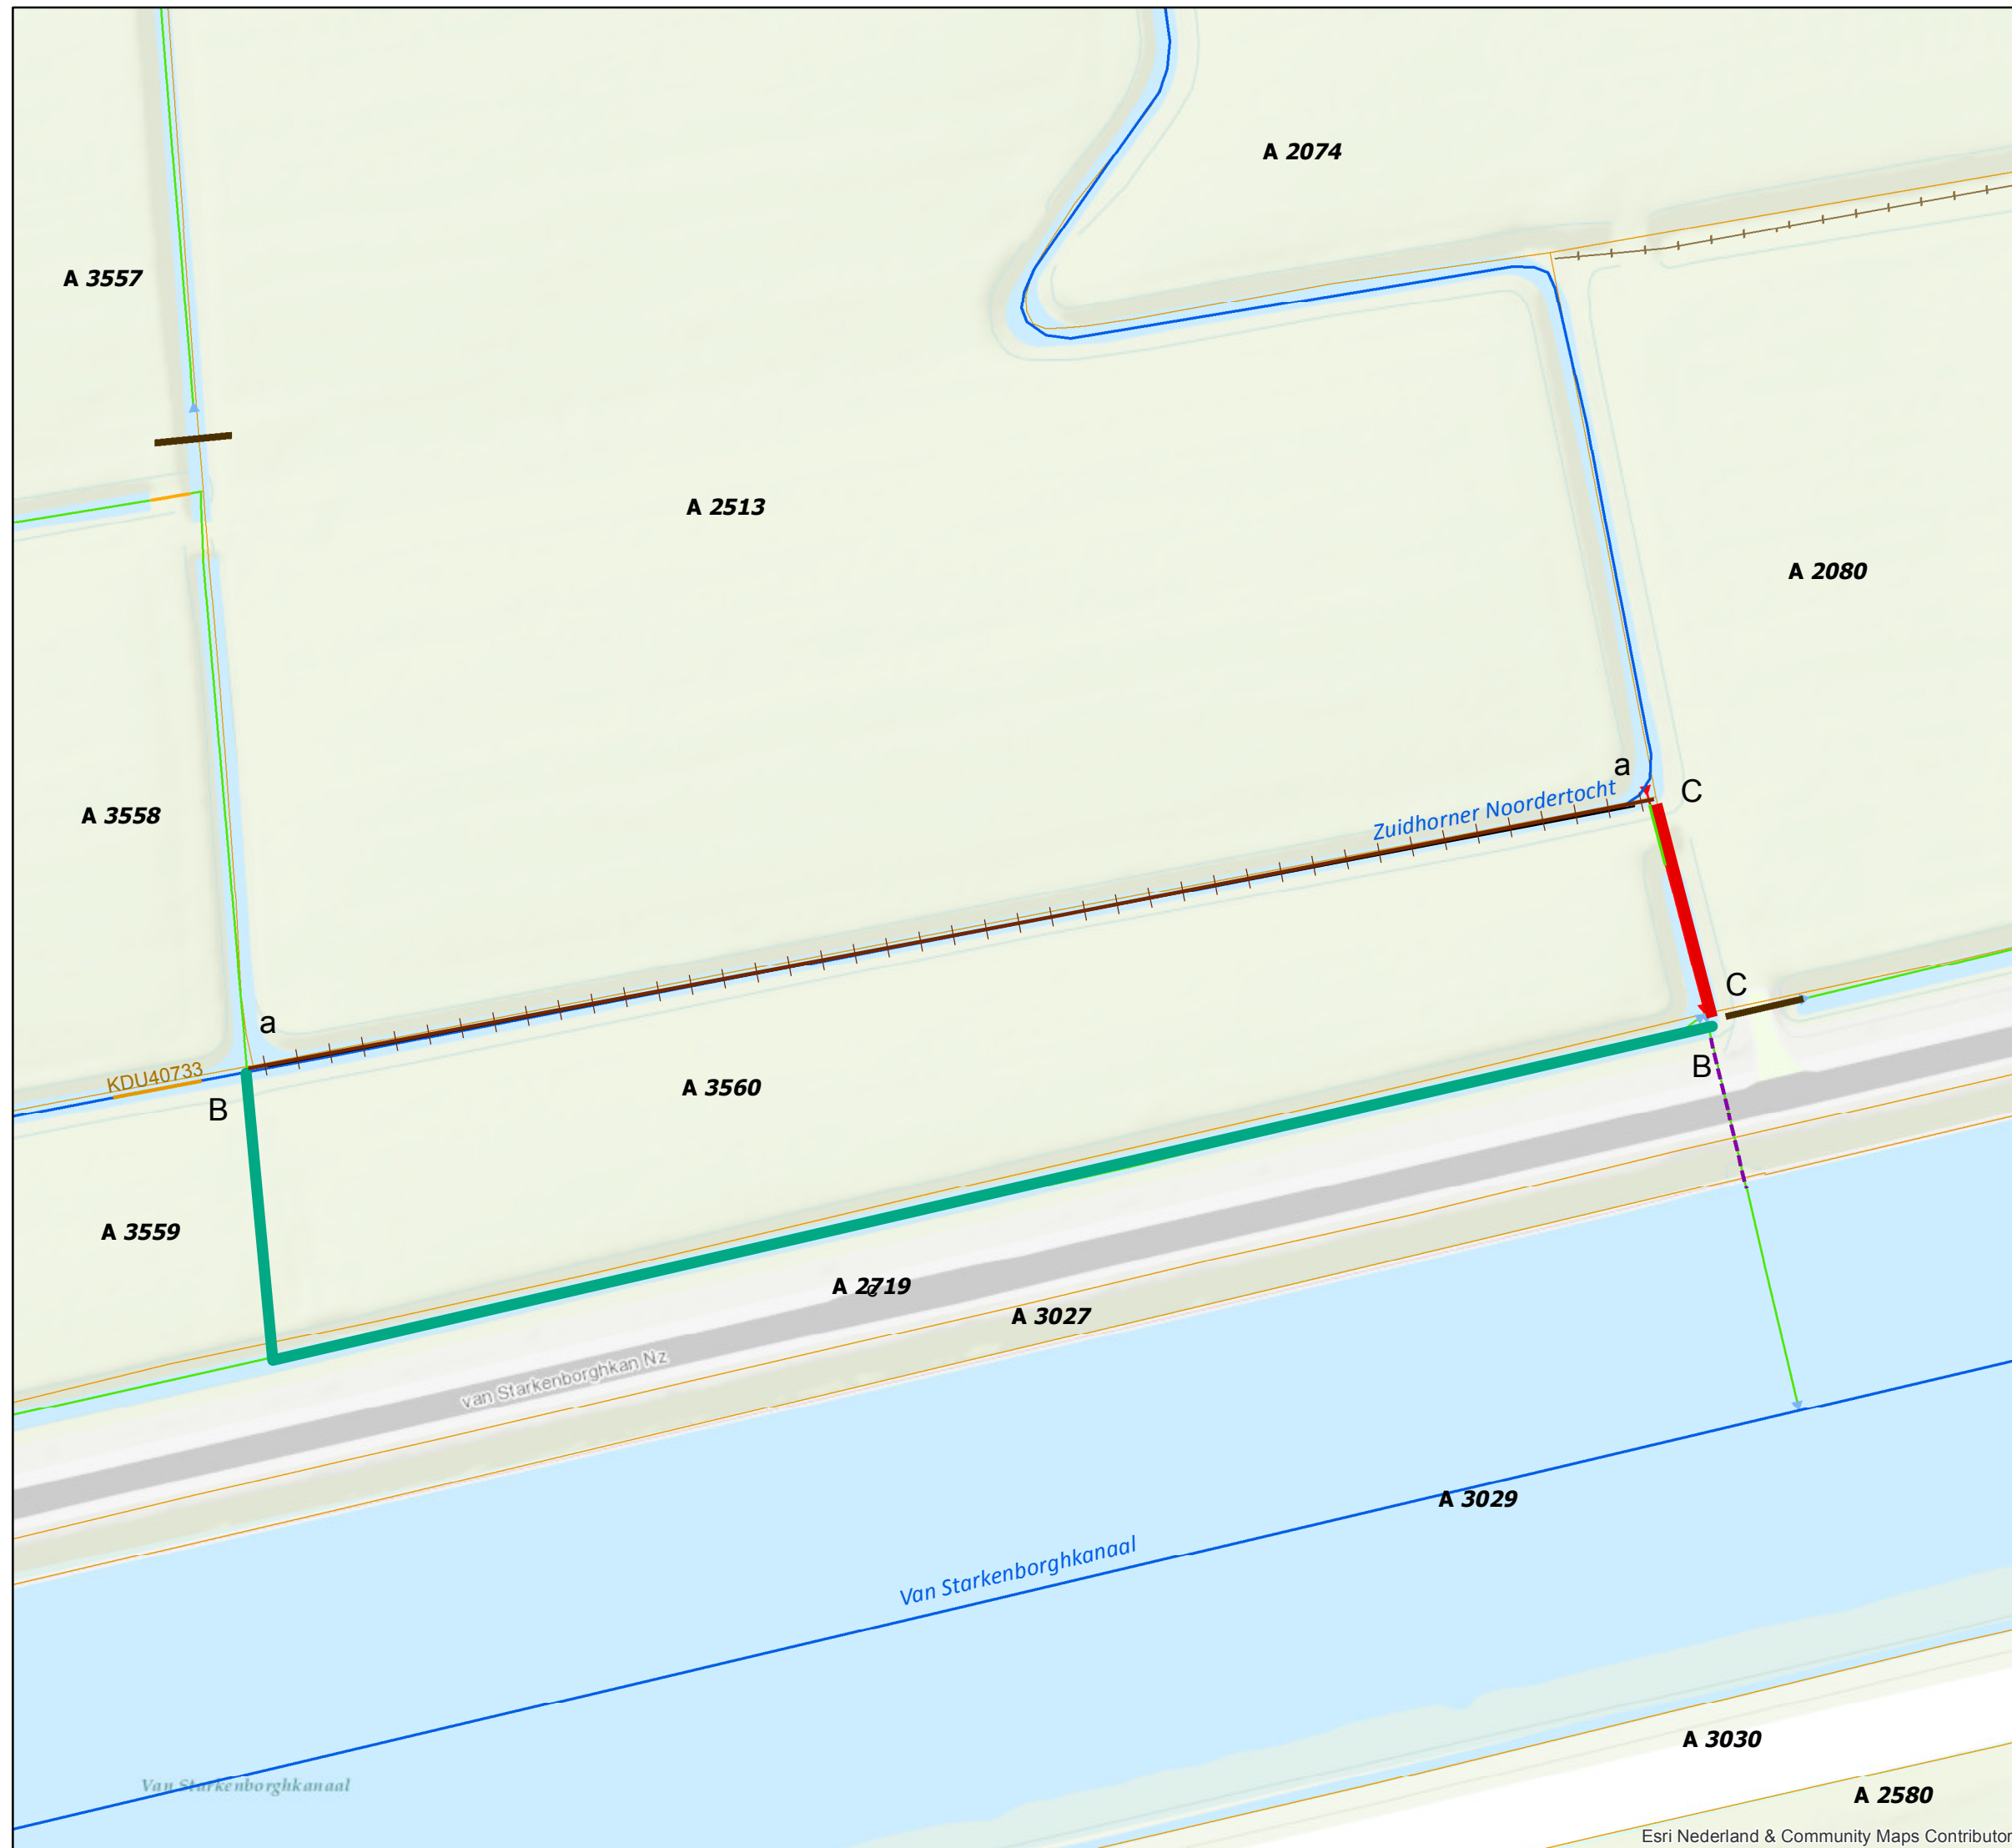 A 2074
A 3557
A 2513
A 2080
a
C
Zuidhorner Noordertocht
A 3558
C
a
KDU40733
B
B
A 3560
A 3559
A 2719
A 3027
van Starkenborghkan Nz
A 3029
Van Starkenborghkanaal
A 3030
Van Starkenborghkanaal
A 2580
Esri Nederland & Community Maps Contributor